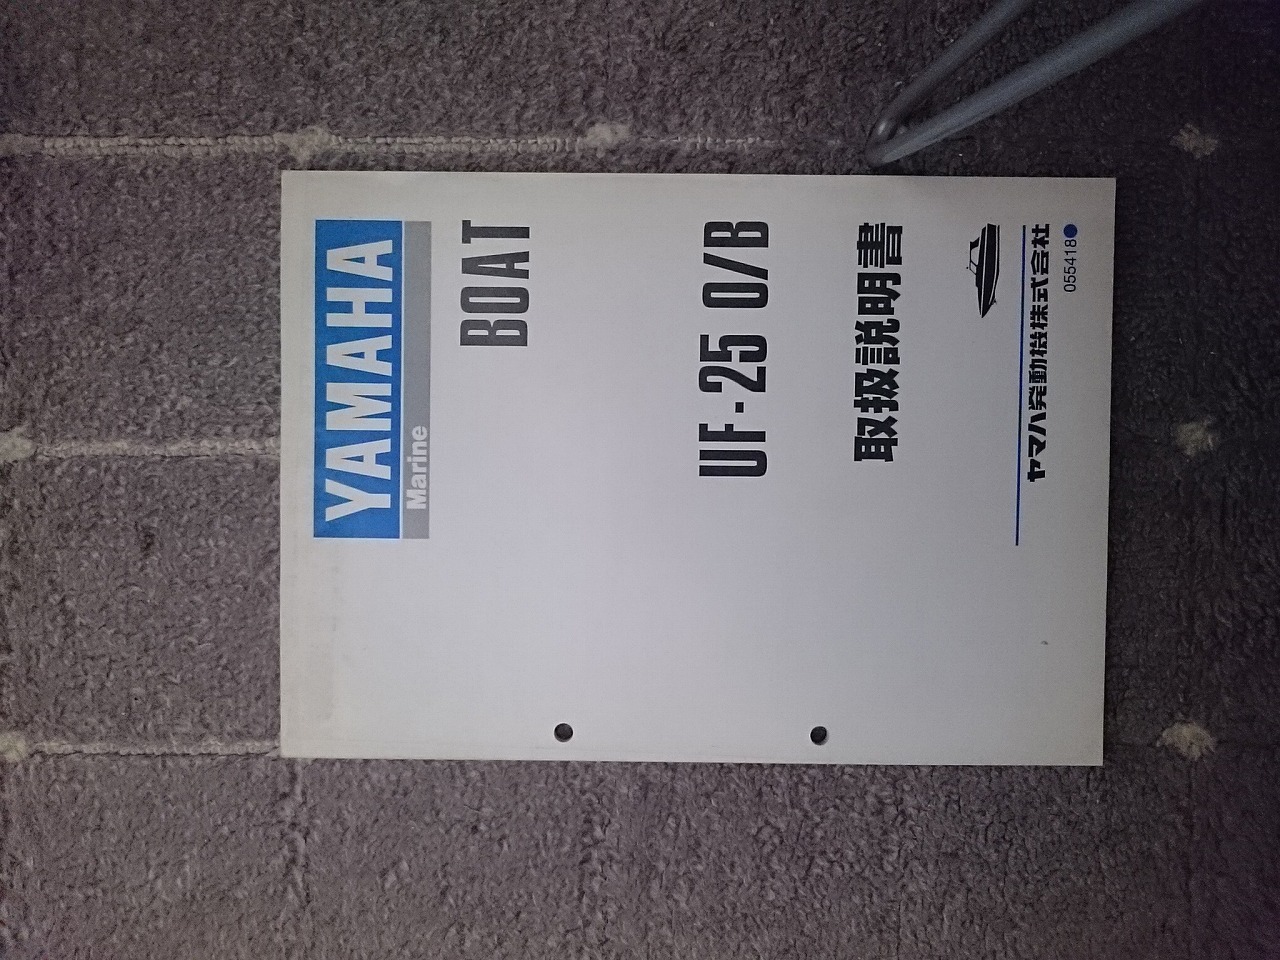 YAMAHA
Marine
BOAT
UF-25 O/B
取扱説明書
ヤマハ発動機株式会社
055418●